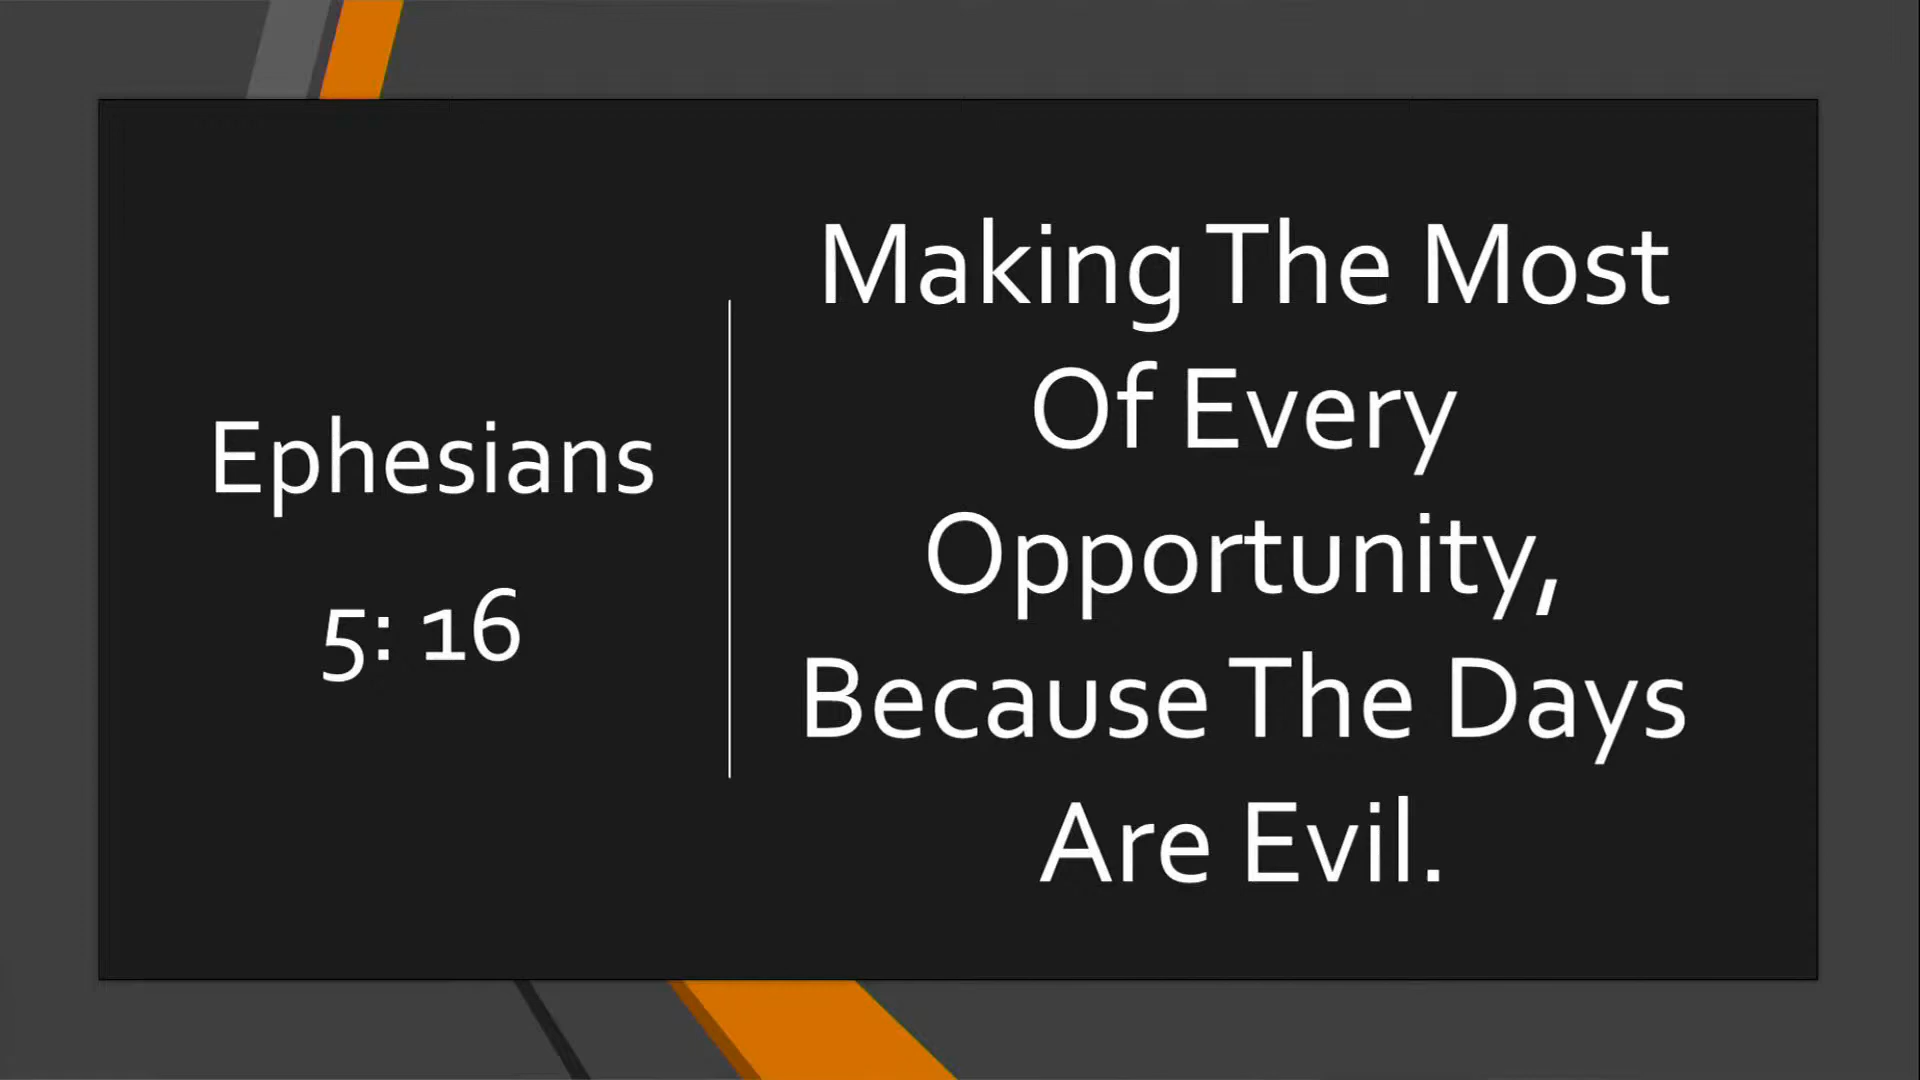 Ephesians
5: 16
Making The Most
Of Every
Opportunity,
Because The Days
Are Evil.